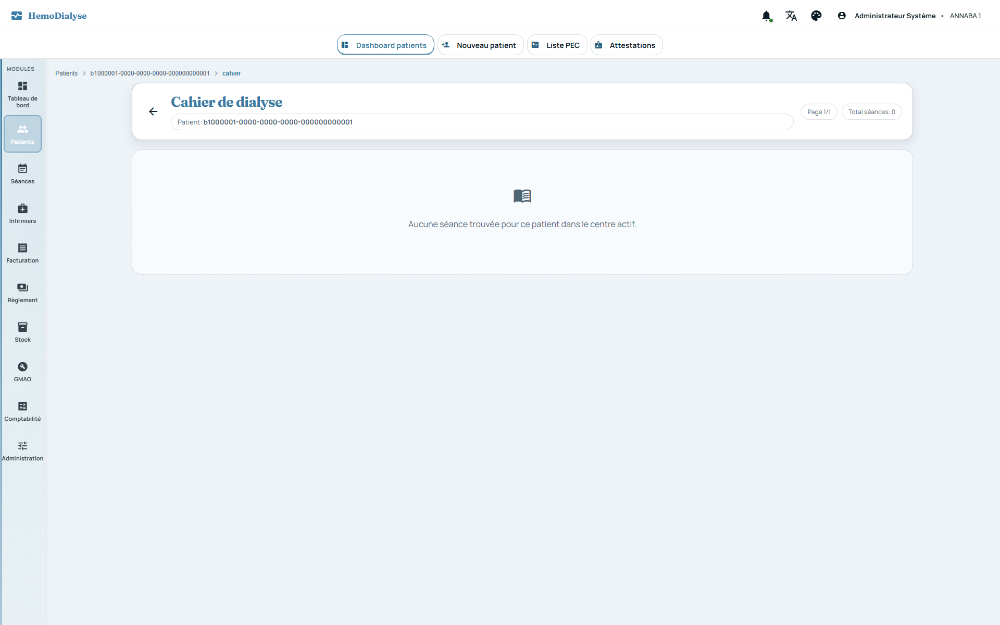 HemoDialyse
Administrateur Système • ANNABA 1
Dashboard patients
Nouveau patient
Liste PEC
Attestations
MODULES
Tableau de
bord
Patients
Séances
Infirmiers
Facturation
Règlement
Stock
GMAO
Comptabilité
Administration
Patients > b1000001-0000-0000-0000-000000000001 > cahier
Cahier de dialyse
Patient: b1000001-0000-0000-0000-000000000001
Page 1/1
Total séances: 0
Aucune séance trouvée pour ce patient dans le centre actif.